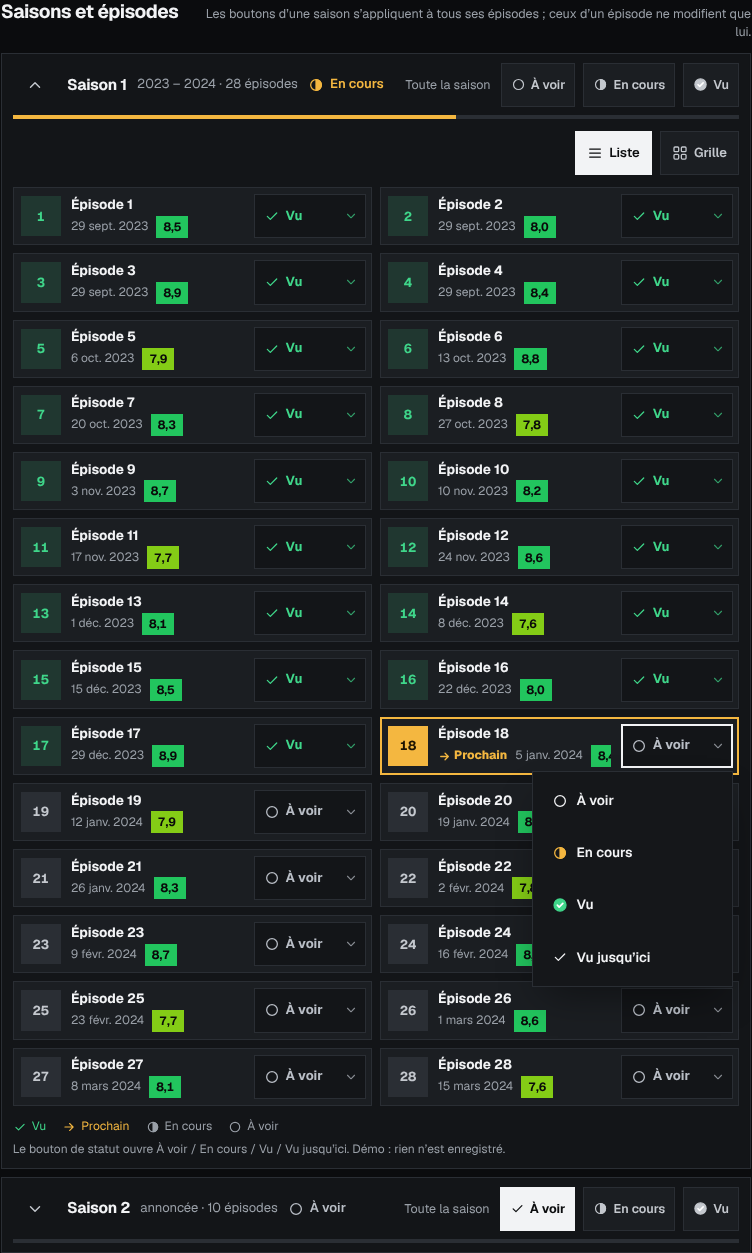 Saisons et épisodes
Les boutons d'une saison s'appliquent à tous ses épisodes ; ceux d'un épisode ne modifient que
lui.
Saison 1 2023 – 2024 · 28 épisodes En cours Toute la saison À voir En cours Vu
Liste Grille
1 Épisode 1 29 sept. 2023 8,5 Vu
2 Épisode 2 29 sept. 2023 8,0 Vu
3 Épisode 3 29 sept. 2023 8,9 Vu
4 Épisode 4 29 sept. 2023 8,4 Vu
5 Épisode 5 6 oct. 2023 7,9 Vu
6 Épisode 6 13 oct. 2023 8,8 Vu
7 Épisode 7 20 oct. 2023 8,3 Vu
8 Épisode 8 27 oct. 2023 7,8 Vu
9 Épisode 9 3 nov. 2023 8,7 Vu
10 Épisode 10 10 nov. 2023 8,2 Vu
11 Épisode 11 17 nov. 2023 7,7 Vu
12 Épisode 12 24 nov. 2023 8,6 Vu
13 Épisode 13 1 déc. 2023 8,1 Vu
14 Épisode 14 8 déc. 2023 7,6 Vu
15 Épisode 15 15 déc. 2023 8,5 Vu
16 Épisode 16 22 déc. 2023 8,0 Vu
17 Épisode 17 29 déc. 2023 8,9 Vu
18 Épisode 18 → Prochain 5 janv. 2024 À voir
À voir
En cours
Vu
Vu jusqu'ici
19 Épisode 19 12 janv. 2024 7,9 À voir
20 Épisode 20 19 janv. 2024
21 Épisode 21 26 janv. 2024 8,3 À voir
22 Épisode 22 2 févr. 2024
23 Épisode 23 9 févr. 2024 8,7 À voir
24 Épisode 24 16 févr. 2024
25 Épisode 25 23 févr. 2024 7,7 À voir
26 Épisode 26 1 mars 2024 8,6 À voir
27 Épisode 27 8 mars 2024 8,1 À voir
28 Épisode 28 15 mars 2024 7,6 À voir
Vu → Prochain En cours À voir
Le bouton de statut ouvre À voir / En cours / Vu / Vu jusqu'ici. Démo : rien n'est enregistré.
Saison 2 annoncée · 10 épisodes À voir Toute la saison À voir En cours Vu